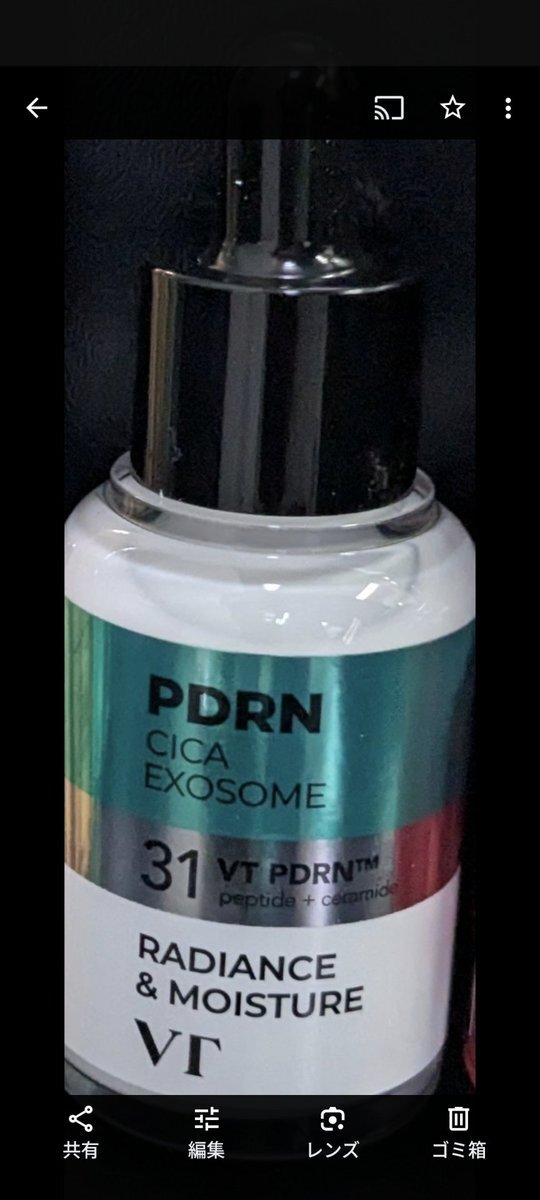 PDRN
CICA
EXOSOME
31 VT PDRN™
peptide + ceramide
RADIANCE
& MOISTURE
VT
共有 編集 レンズ ゴミ箱